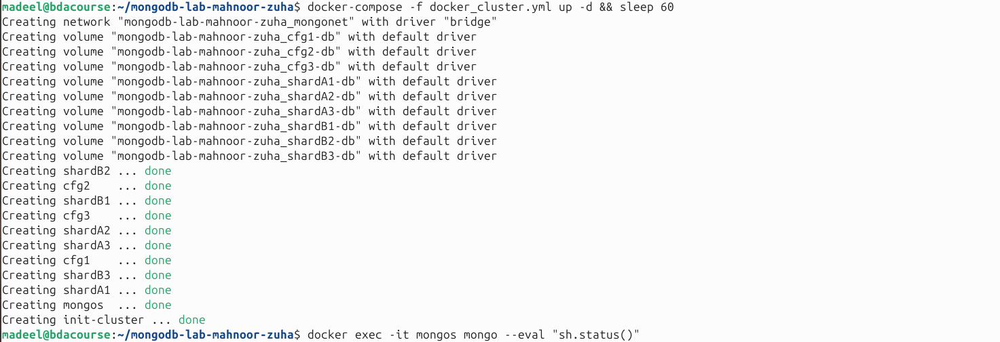 madeel@bdacourse:~/mongodb-lab-mahnoor-zuha$ docker-compose -f docker_cluster.yml up -d && sleep 60
Creating network "mongodb-lab-mahnoor-zuha_mongonet" with driver "bridge"
Creating volume "mongodb-lab-mahnoor-zuha_cfg1-db" with default driver
Creating volume "mongodb-lab-mahnoor-zuha_cfg2-db" with default driver
Creating volume "mongodb-lab-mahnoor-zuha_cfg3-db" with default driver
Creating volume "mongodb-lab-mahnoor-zuha_shardA1-db" with default driver
Creating volume "mongodb-lab-mahnoor-zuha_shardA2-db" with default driver
Creating volume "mongodb-lab-mahnoor-zuha_shardA3-db" with default driver
Creating volume "mongodb-lab-mahnoor-zuha_shardB1-db" with default driver
Creating volume "mongodb-lab-mahnoor-zuha_shardB2-db" with default driver
Creating volume "mongodb-lab-mahnoor-zuha_shardB3-db" with default driver
Creating shardB2 ... done
Creating cfg2    ... done
Creating shardB1 ... done
Creating cfg3    ... done
Creating shardA2 ... done
Creating shardA3 ... done
Creating cfg1    ... done
Creating shardB3 ... done
Creating shardA1 ... done
Creating mongos  ... done
Creating init-cluster ... done
madeel@bdacourse:~/mongodb-lab-mahnoor-zuha$ docker exec -it mongos mongo --eval "sh.status()"